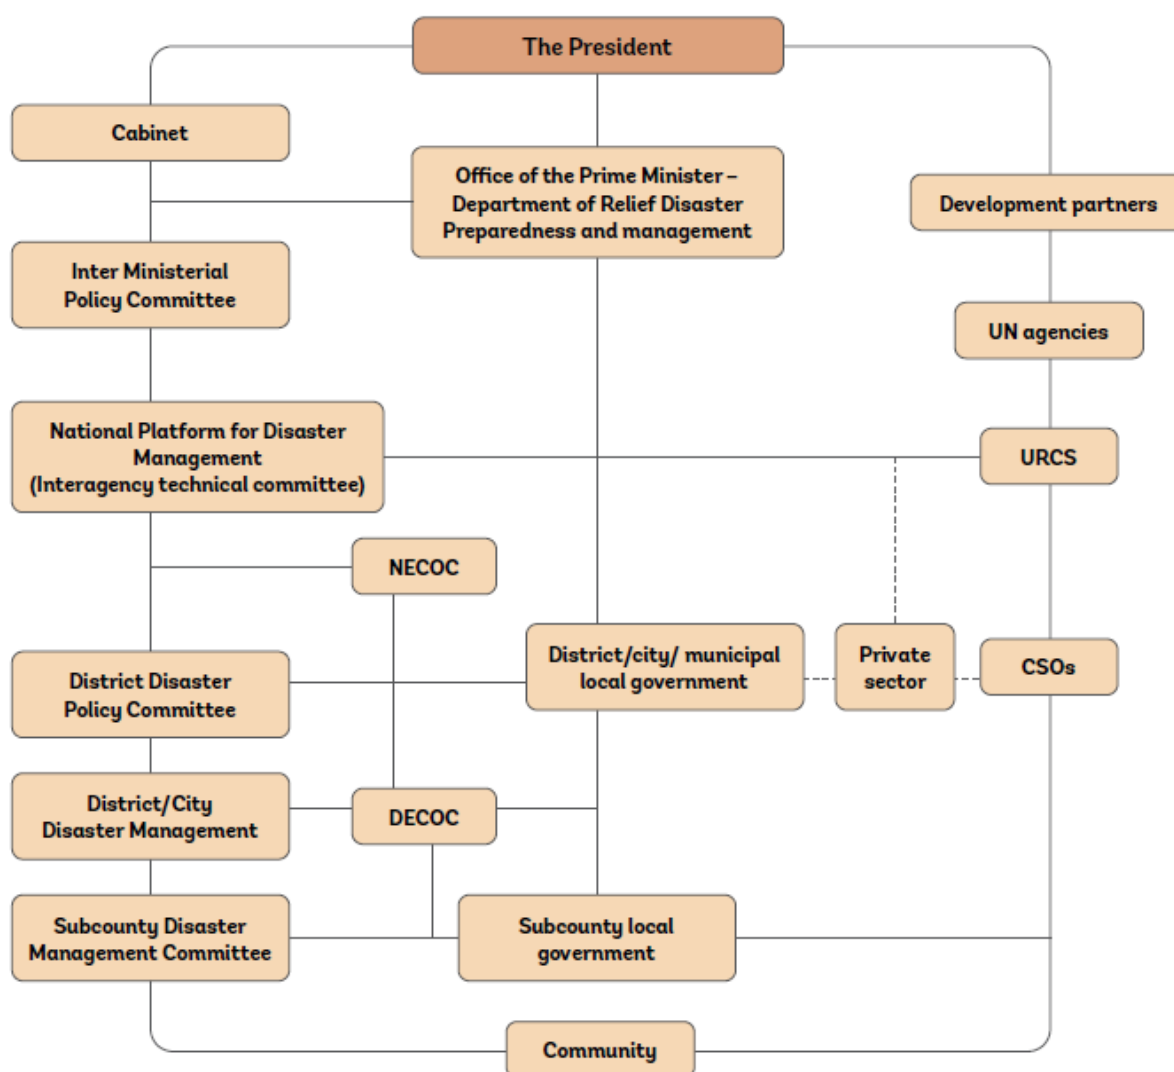 The President
Cabinet
Office of the Prime Minister –
Department of Relief Disaster
Preparedness and management
Development partners
Inter Ministerial
Policy Committee
UN agencies
National Platform for Disaster
Management
(Interagency technical committee)
URCS
NECOC
District Disaster
Policy Committee
District/city/ municipal
local government
Private
sector
CSOs
District/City
Disaster Management
DECOC
Subcounty Disaster
Management Committee
Subcounty local
government
Community